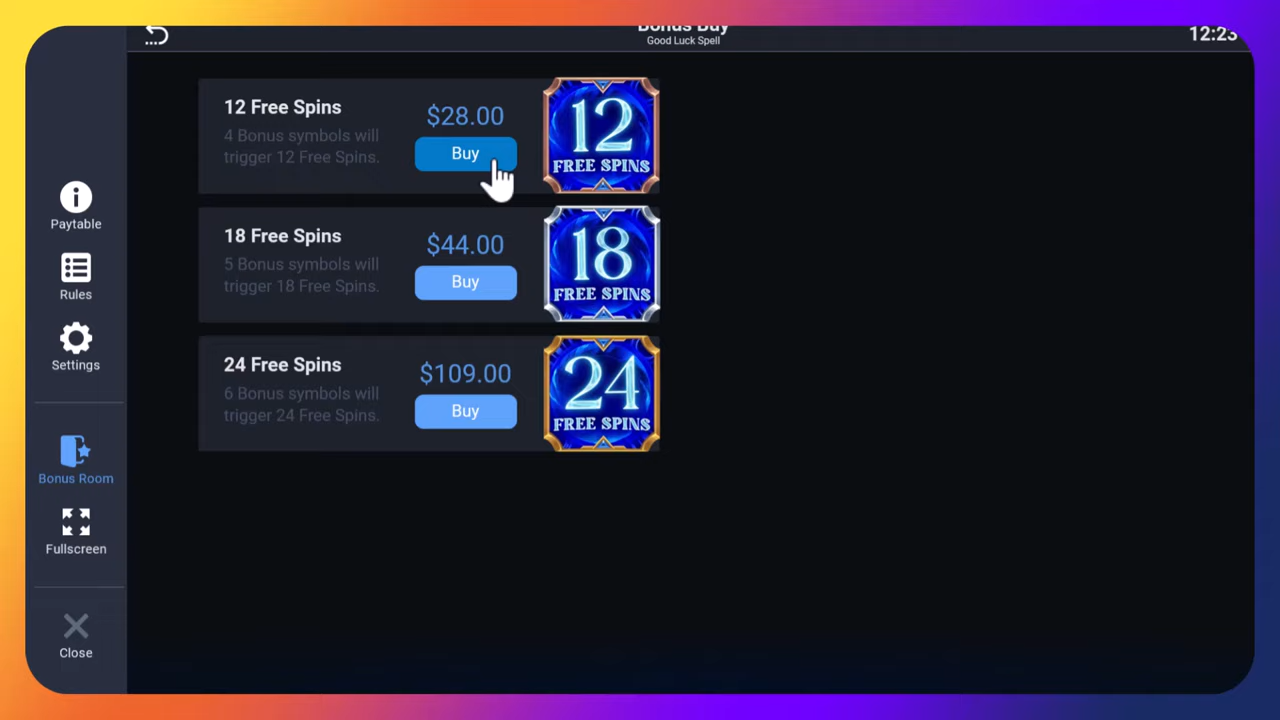 Bonus Buy
Good Luck Spell
12:23
12 Free Spins
4 Bonus symbols will
trigger 12 Free Spins.
$28.00
Buy
12
FREE SPINS
18 Free Spins
5 Bonus symbols will
trigger 18 Free Spins.
$44.00
Buy
18
FREE SPINS
24 Free Spins
6 Bonus symbols will
trigger 24 Free Spins.
$109.00
Buy
24
FREE SPINS
Paytable
Rules
Settings
Bonus Room
Fullscreen
Close